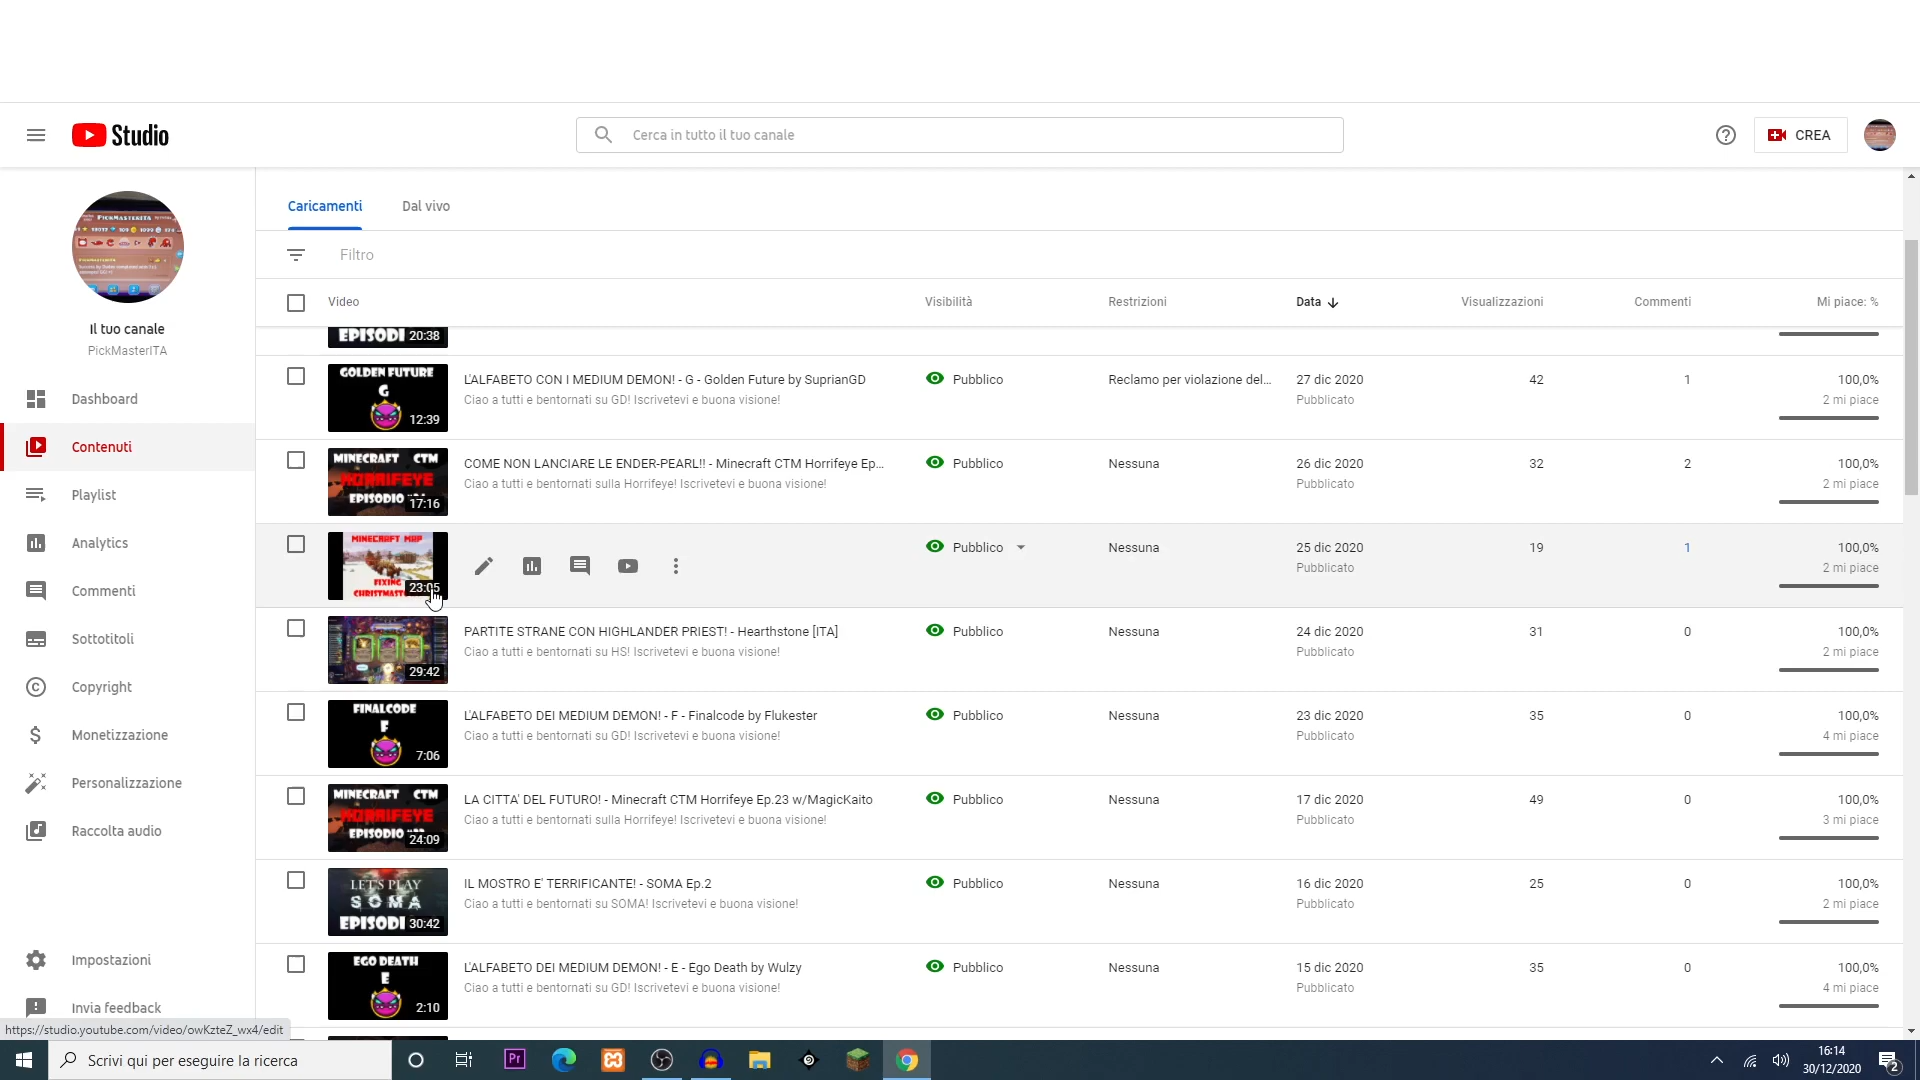 Studio
Cerca in tutto il tuo canale
CREA
Caricamenti
Dal vivo
Filtro
PickMasterITA
Il tuo canale
PickMasterITA
Dashboard
Contenuti
Playlist
Analytics
Commenti
Sottotitoli
Copyright
Monetizzazione
Personalizzazione
Raccolta audio
Impostazioni
Invia feedback
Video Visibilità Restrizioni Data Visualizzazioni Commenti Mi piace: %
EPISODI 20:38
GOLDEN FUTURE
G
12:39
L'ALFABETO CON I MEDIUM DEMON! - G - Golden Future by SuprianGD Pubblico Reclamo per violazione del... 27 dic 2020 42 1 100,0%
Ciao a tutti e bentornati su GD! Iscrivetevi e buona visione! Pubblicato 2 mi piace
MINECRAFT CTM
HORRIFEYE
EPISODIO
17:16
COME NON LANCIARE LE ENDER-PEARL!! - Minecraft CTM Horrifeye Ep... Pubblico Nessuna 26 dic 2020 32 2 100,0%
Ciao a tutti e bentornati sulla Horrifeye! Iscrivetevi e buona visione! Pubblicato 2 mi piace
MINECRAFT MAP
FIXING
23:05
Pubblico Nessuna 25 dic 2020 19 1 100,0%
Pubblicato 2 mi piace
29:42
PARTITE STRANE CON HIGHLANDER PRIEST! - Hearthstone [ITA] Pubblico Nessuna 24 dic 2020 31 0 100,0%
Ciao a tutti e bentornati su HS! Iscrivetevi e buona visione! Pubblicato 2 mi piace
FINALCODE
F
7:06
L'ALFABETO DEI MEDIUM DEMON! - F - Finalcode by Flukester Pubblico Nessuna 23 dic 2020 35 0 100,0%
Ciao a tutti e bentornati su GD! Iscrivetevi e buona visione! Pubblicato 4 mi piace
MINECRAFT CTM
HORRIFEYE
EPISODIO
24:09
LA CITTA' DEL FUTURO! - Minecraft CTM Horrifeye Ep.23 w/MagicKaito Pubblico Nessuna 17 dic 2020 49 0 100,0%
Ciao a tutti e bentornati sulla Horrifeye! Iscrivetevi e buona visione! Pubblicato 3 mi piace
LET'S PLAY
SOMA
EPISODI 30:42
IL MOSTRO E' TERRIFICANTE! - SOMA Ep.2 Pubblico Nessuna 16 dic 2020 25 0 100,0%
Ciao a tutti e bentornati su SOMA! Iscrivetevi e buona visione! Pubblicato 2 mi piace
EGO DEATH
E
2:10
L'ALFABETO DEI MEDIUM DEMON! - E - Ego Death by Wulzy Pubblico Nessuna 15 dic 2020 35 0 100,0%
Ciao a tutti e bentornati su GD! Iscrivetevi e buona visione! Pubblicato 4 mi piace
https://studio.youtube.com/video/owKzteZ_wx4/edit
Scrivi qui per eseguire la ricerca
Pr
16:14
30/12/2020
2